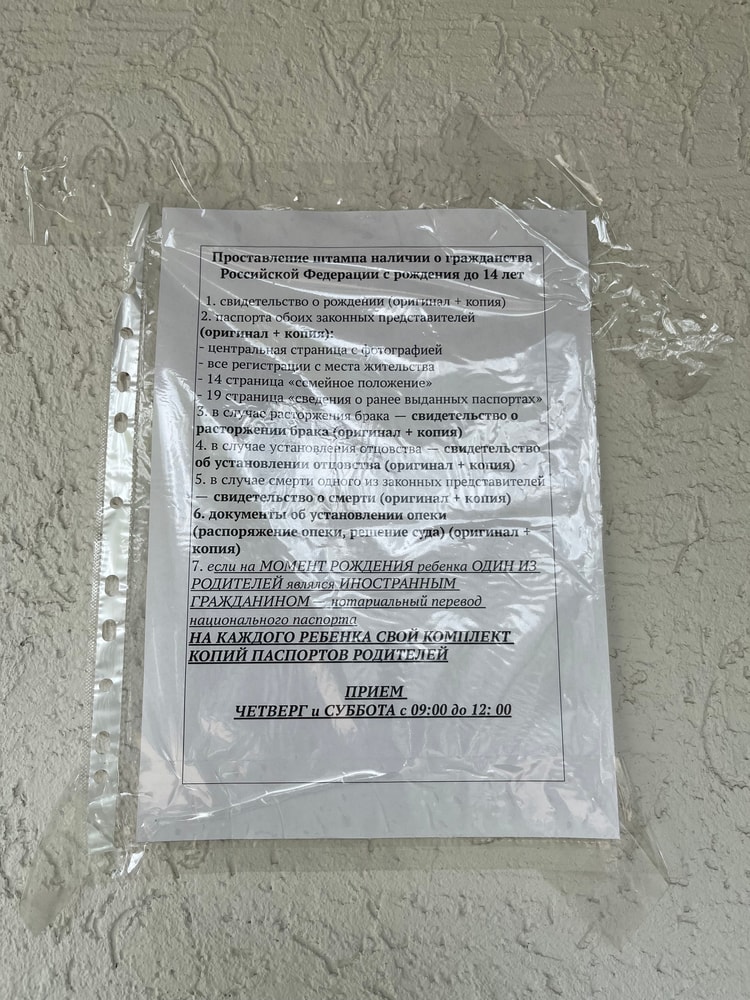 Проставление штампа наличии о гражданства
Российской Федерации с рождения до 14 лет
1. свидетельство о рождении (оригинал + копия)
2. паспорта обоих законных представителей
(оригинал + копия):
- центральная страница с фотографией
- все регистрации с места жительства
- 14 страница «семейное положение»
- 19 страница «сведения о ранее выданных паспортах»
3. в случае расторжения брака — свидетельство о
расторжении брака (оригинал + копия)
4. в случае установления отцовства — свидетельство
об установлении отцовства (оригинал + копия)
5. в случае смерти одного из законных представителей
— свидетельство о смерти (оригинал + копия)
6. документы об установлении опеки
(распоряжение опеки, решение суда) (оригинал +
копия)
7. если на МОМЕНТ РОЖДЕНИЯ ребенка ОДИН ИЗ
РОДИТЕЛЕЙ являлся ИНОСТРАННЫМ
ГРАЖДАНИНОМ — нотариальный перевод
национального паспорта
НА КАЖДОГО РЕБЕНКА СВОЙ КОМПЛЕКТ
КОПИЙ ПАСПОРТОВ РОДИТЕЛЕЙ
ПРИЕМ
ЧЕТВЕРГ и СУББОТА с 09:00 до 12: 00